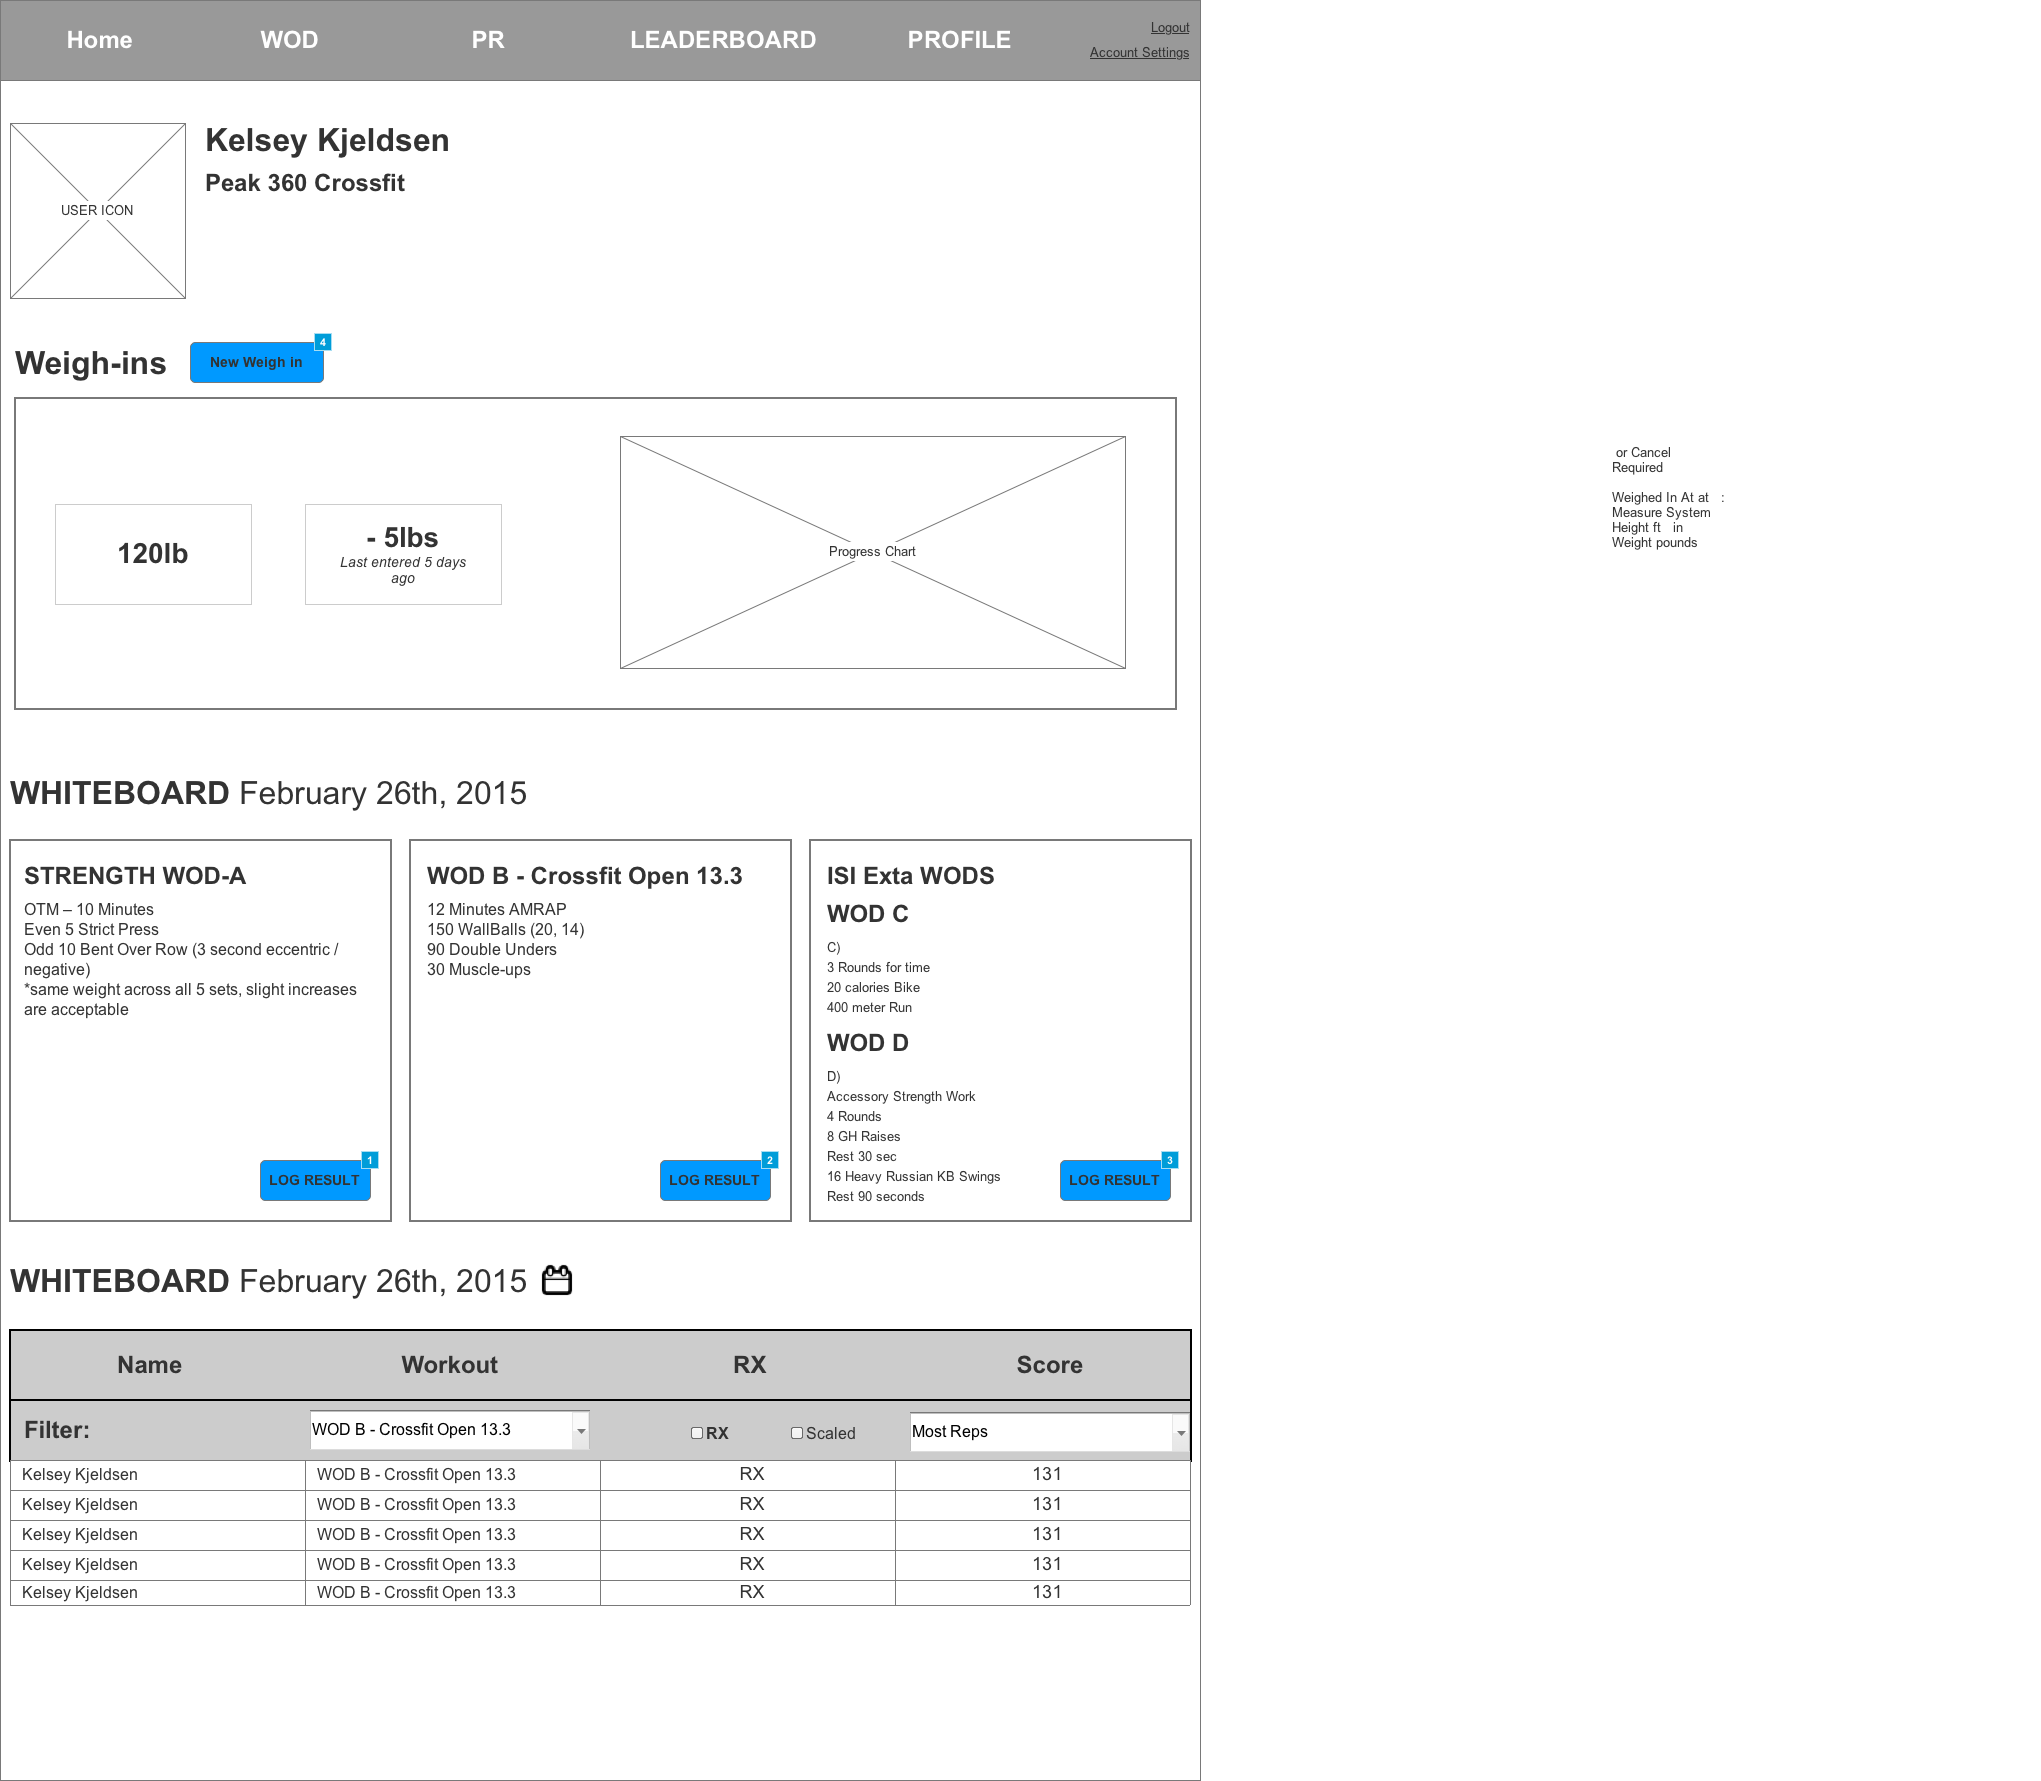 Home WOD PR LEADERBOARD PROFILE
Logout
Account Settings
USER ICON
Kelsey Kjeldsen
Peak 360 Crossfit
Weigh-ins
New Weigh in
4
120lb
- 5lbs
Last entered 5 days
ago
Progress Chart
or Cancel
Required
Weighed In At at :
Measure System
Height ft in
Weight pounds
WHITEBOARD February 26th, 2015
STRENGTH WOD-A
OTM – 10 Minutes
Even 5 Strict Press
Odd 10 Bent Over Row (3 second eccentric /
negative)
*same weight across all 5 sets, slight increases
are acceptable
LOG RESULT
1
WOD B - Crossfit Open 13.3
12 Minutes AMRAP
150 WallBalls (20, 14)
90 Double Unders
30 Muscle-ups
LOG RESULT
2
ISI Exta WODS
WOD C
C)
3 Rounds for time
20 calories Bike
400 meter Run
WOD D
D)
Accessory Strength Work
4 Rounds
8 GH Raises
Rest 30 sec
16 Heavy Russian KB Swings
Rest 90 seconds
LOG RESULT
3
WHITEBOARD February 26th, 2015
Name Workout RX Score
Filter: WOD B - Crossfit Open 13.3 RX Scaled Most Reps
Kelsey Kjeldsen WOD B - Crossfit Open 13.3 RX 131
Kelsey Kjeldsen WOD B - Crossfit Open 13.3 RX 131
Kelsey Kjeldsen WOD B - Crossfit Open 13.3 RX 131
Kelsey Kjeldsen WOD B - Crossfit Open 13.3 RX 131
Kelsey Kjeldsen WOD B - Crossfit Open 13.3 RX 131